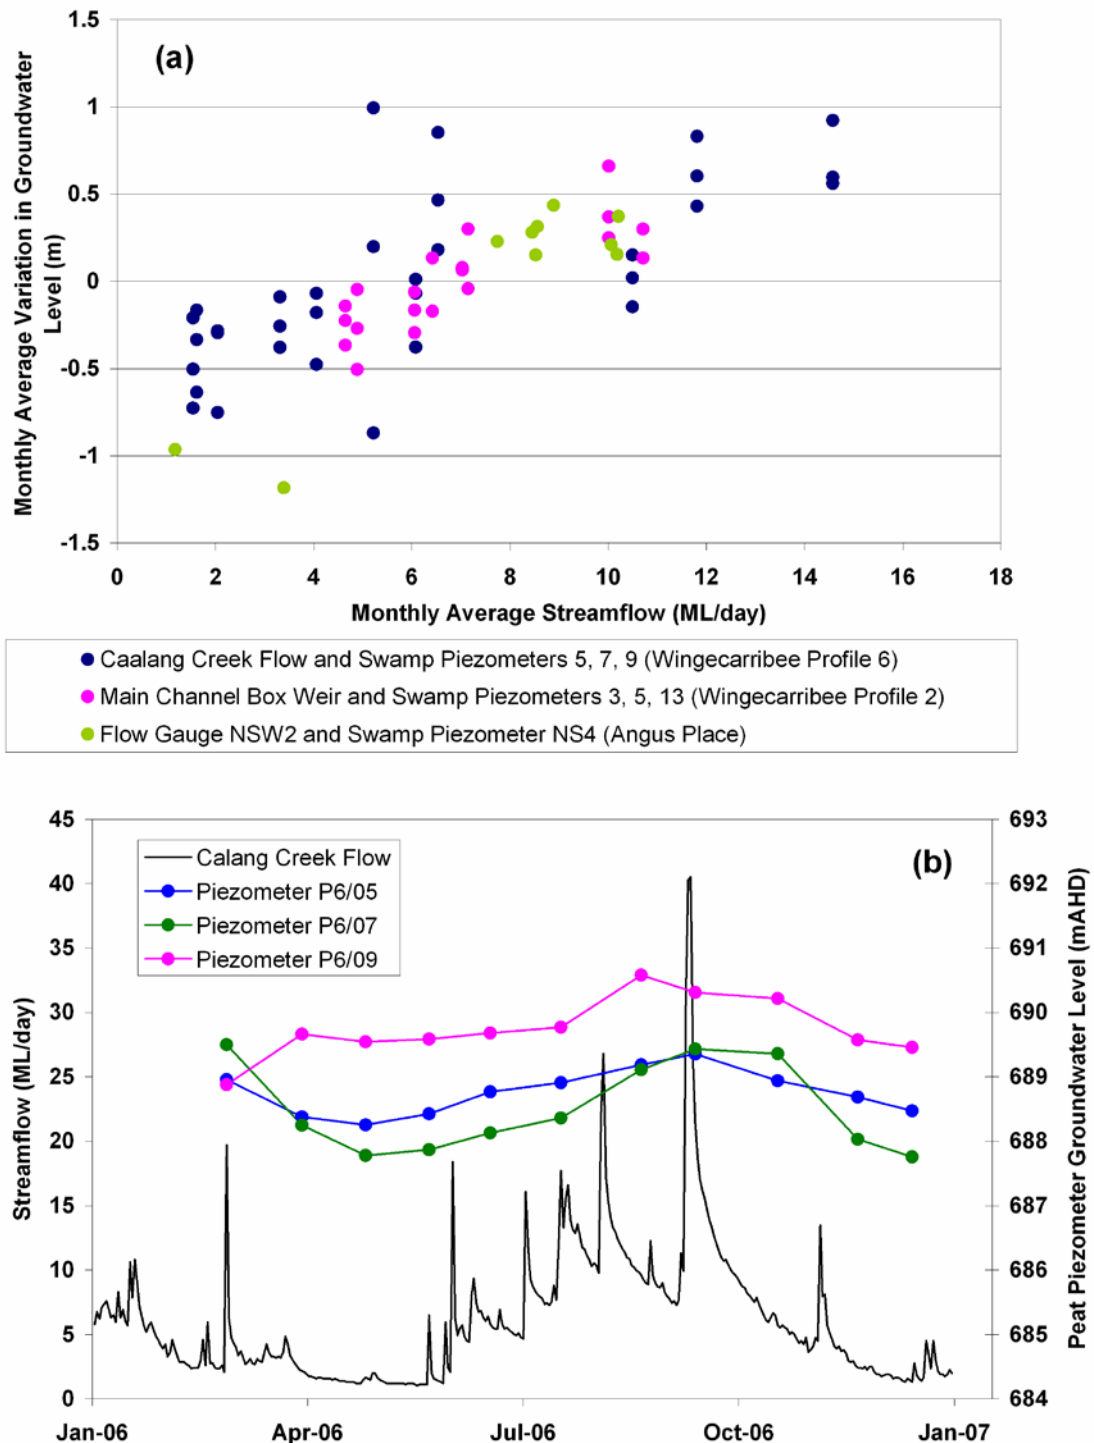 (a)
Monthly Average Variation in Groundwater
Level (m)
1.5
1
0.5
0
-0.5
-1
-1.5
0 2 4 6 8 10 12 14 16 18
Monthly Average Streamflow (ML/day)
Caalang Creek Flow and Swamp Piezometers 5, 7, 9 (Wingecarribee Profile 6)
Main Channel Box Weir and Swamp Piezometers 3, 5, 13 (Wingecarribee Profile 2)
Flow Gauge NSW2 and Swamp Piezometer NS4 (Angus Place)
(b)
Calang Creek Flow
Piezometer P6/05
Piezometer P6/07
Piezometer P6/09
Streamflow (ML/day)
45
40
35
30
25
20
15
10
5
0
693
692
691
690
689
688
687
686
685
684
Peat Piezometer Groundwater Level (mAHD)
Jan-06 Apr-06 Jul-06 Oct-06 Jan-07